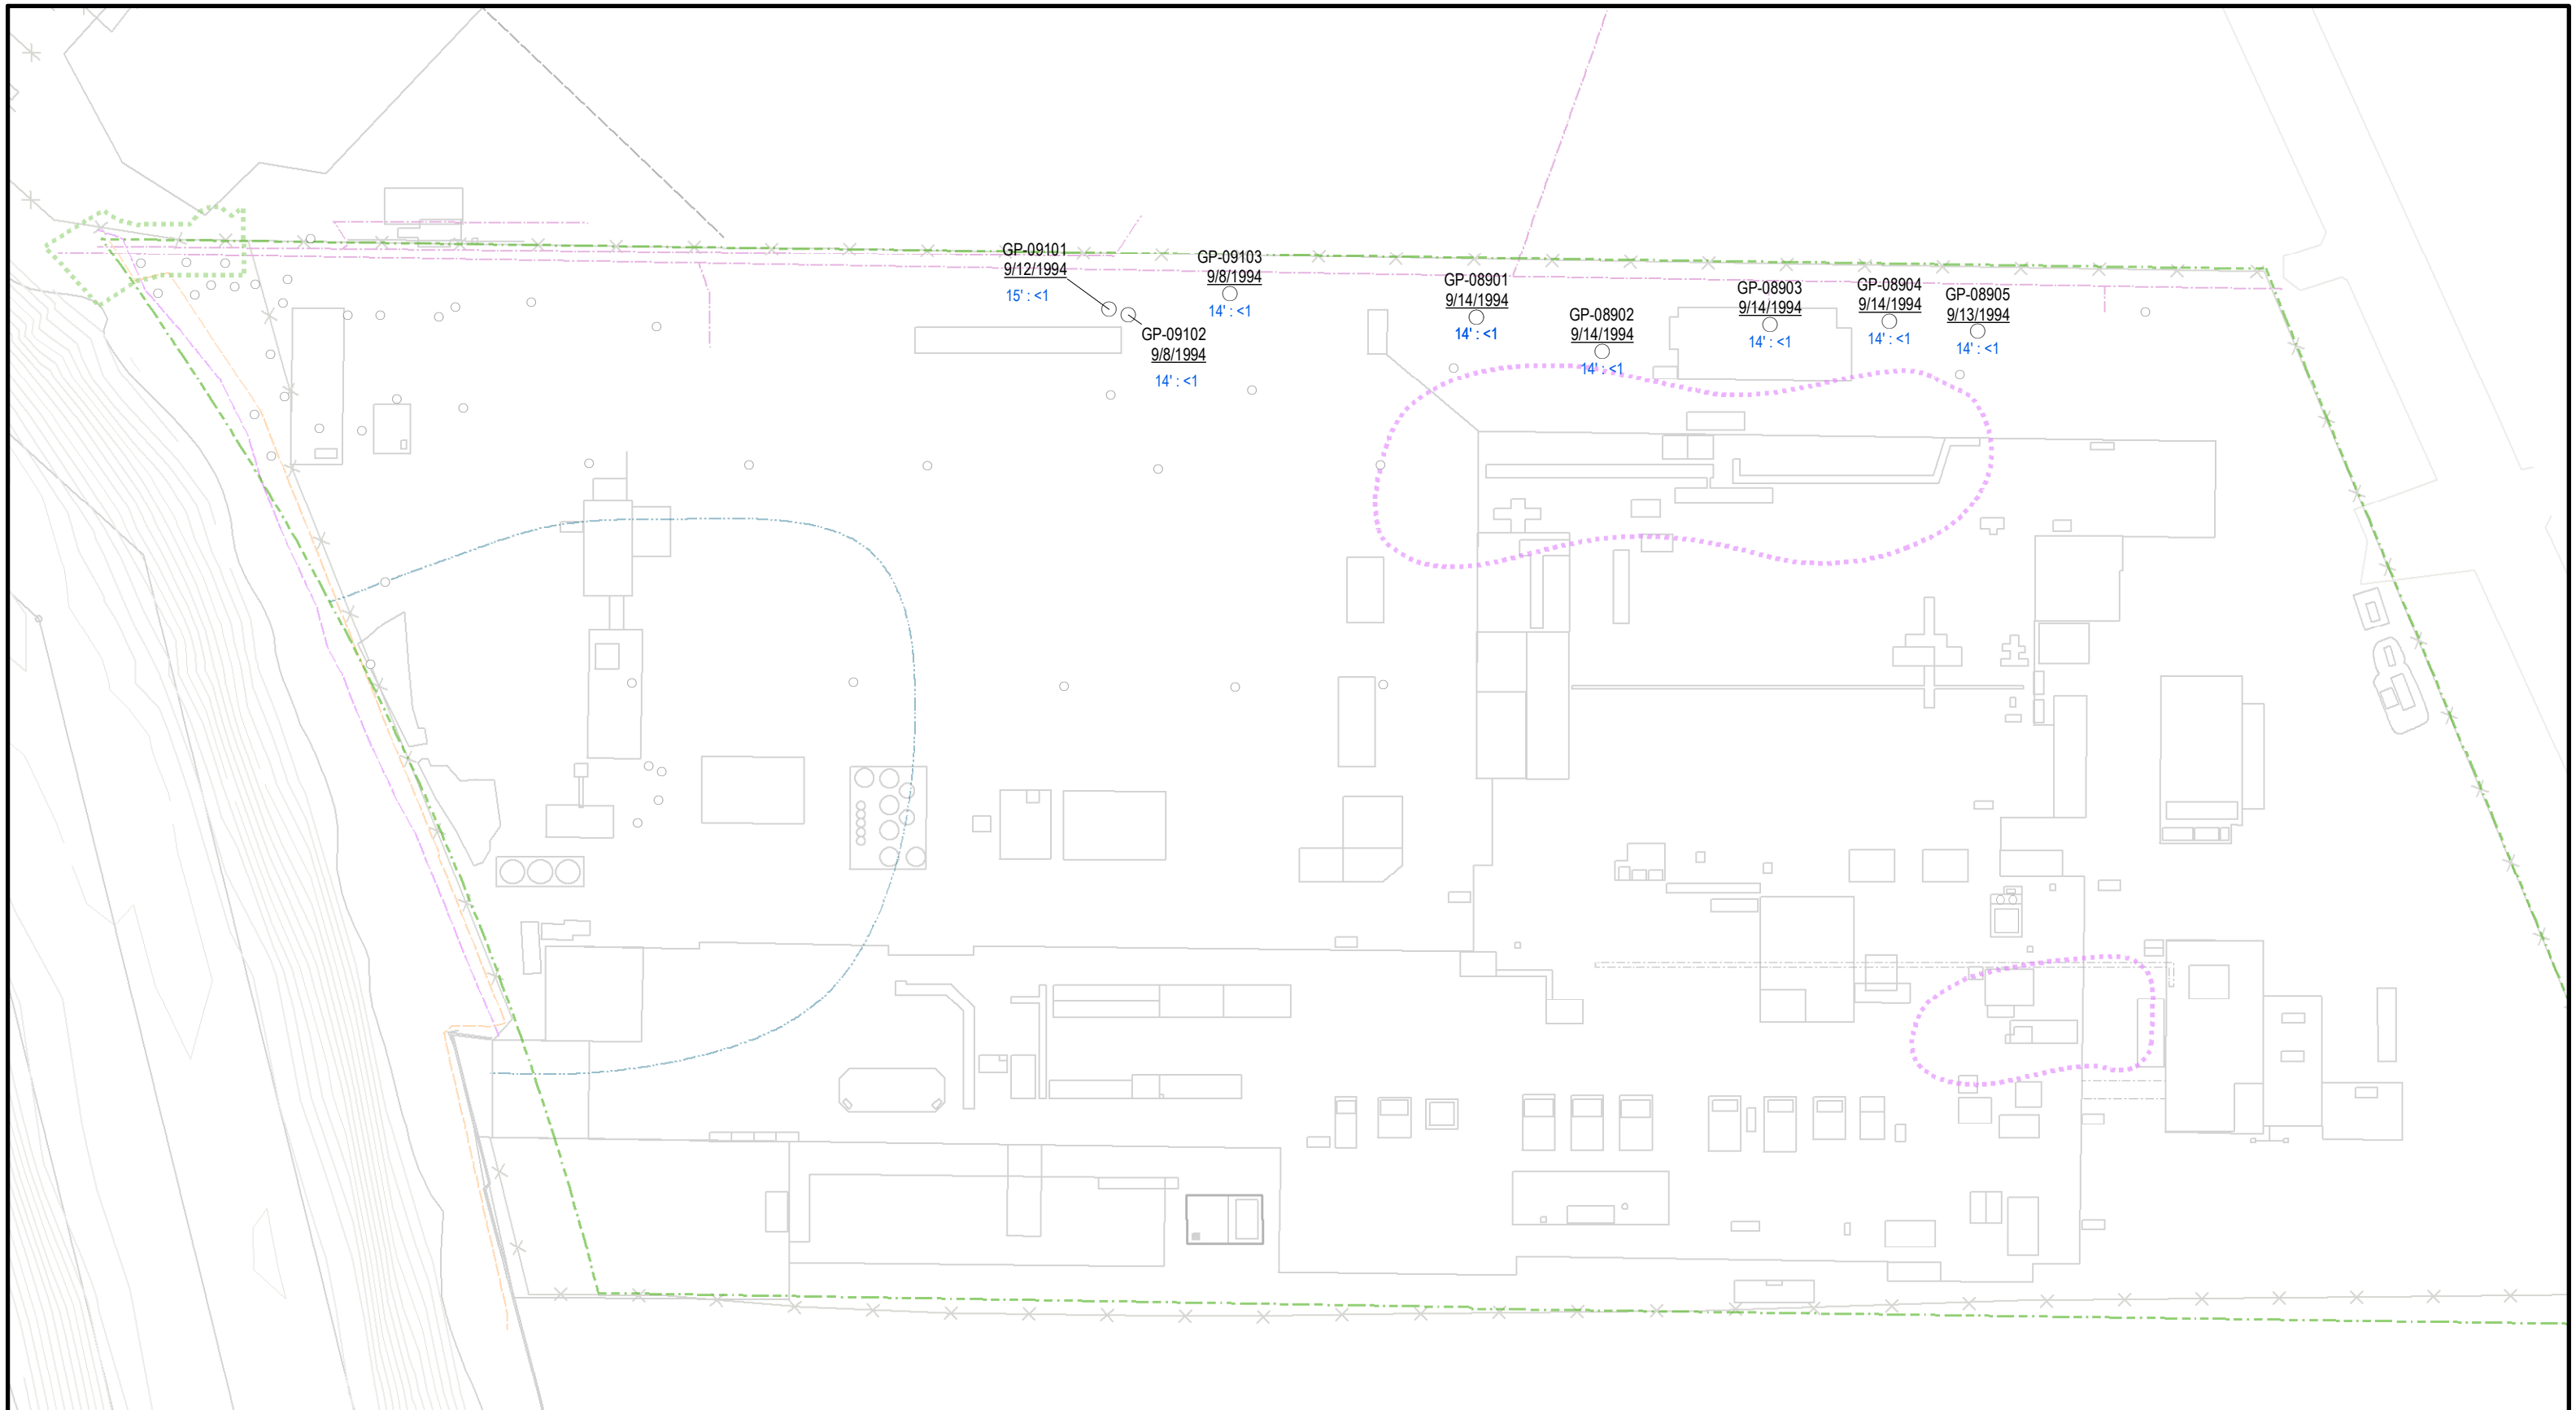 GP-09101
9/12/1994
15' : <1
GP-09102
9/8/1994
14' : <1
GP-09103
9/8/1994
14' : <1
GP-08901
9/14/1994
14' : <1
GP-08902
9/14/1994
14' : <1
GP-08903
9/14/1994
14' : <1
GP-08904
9/14/1994
14' : <1
GP-08905
9/13/1994
14' : <1